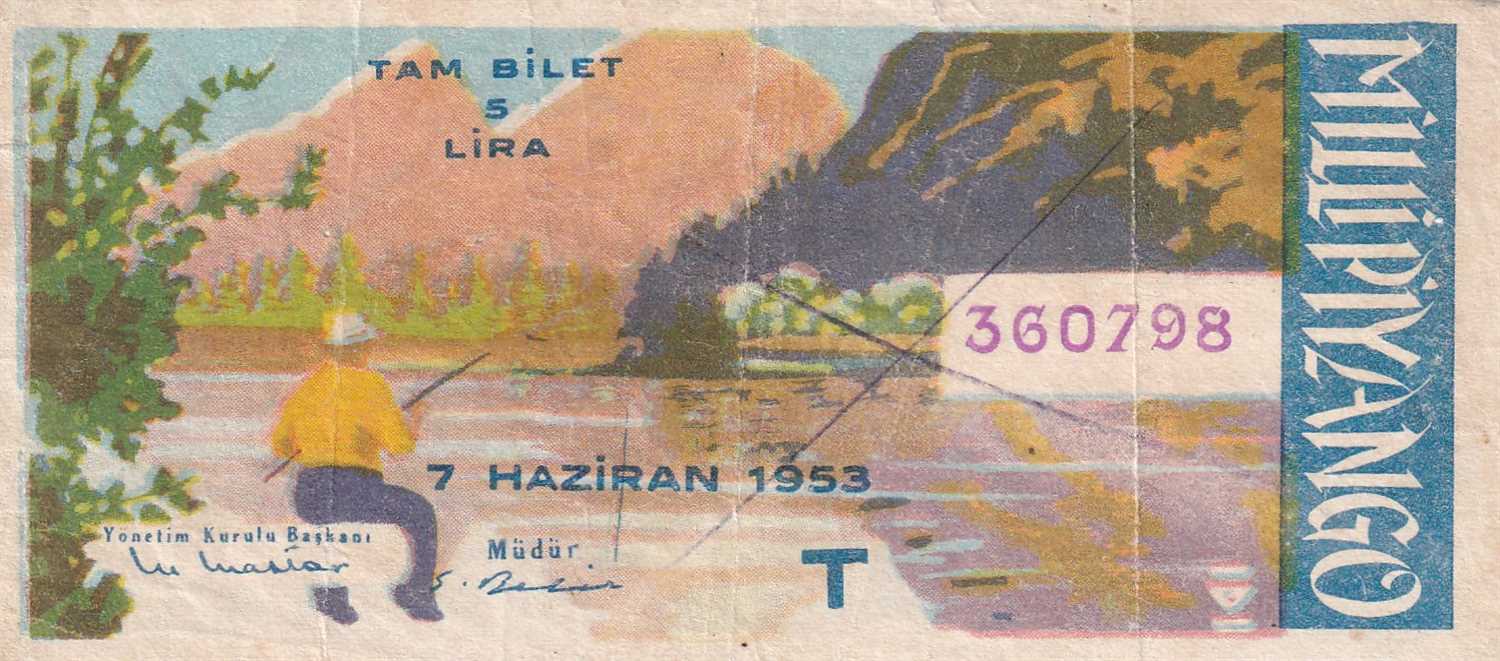 TAM BİLET
5
LİRA
MİLLİ PİYANGO
360798
7 HAZİRAN 1953
Yönetim Kurulu Başkanı
Müdür
T